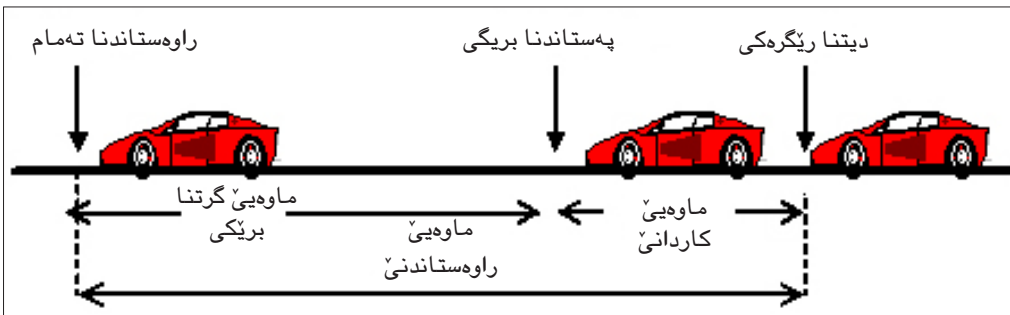 دیتنا رێگرەکی
پەستاندنا بریگی
راوەستاندنا تەمام
ماوەیێ
کاردانێ
ماوەیێ گرتنا
برێکی
ماوەیێ
راوەستاندنێ